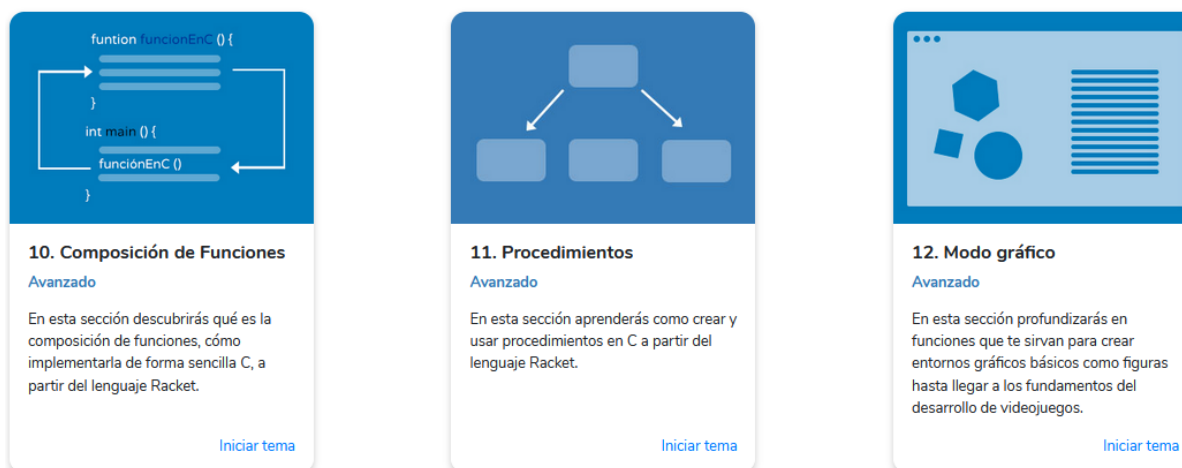 funtion funcionEnC () {
}
int main () {
funciónEnC ()
}
10. Composición de Funciones
Avanzado
En esta sección descubrirás qué es la
composición de funciones, cómo
implementarla de forma sencilla C, a
partir del lenguaje Racket.
Iniciar tema
11. Procedimientos
Avanzado
En esta sección aprenderás como crear y
usar procedimientos en C a partir del
lenguaje Racket.
Iniciar tema
12. Modo gráfico
Avanzado
En esta sección profundizarás en
funciones que te sirvan para crear
entornos gráficos básicos como figuras
hasta llegar a los fundamentos del
desarrollo de videojuegos.
Iniciar tema